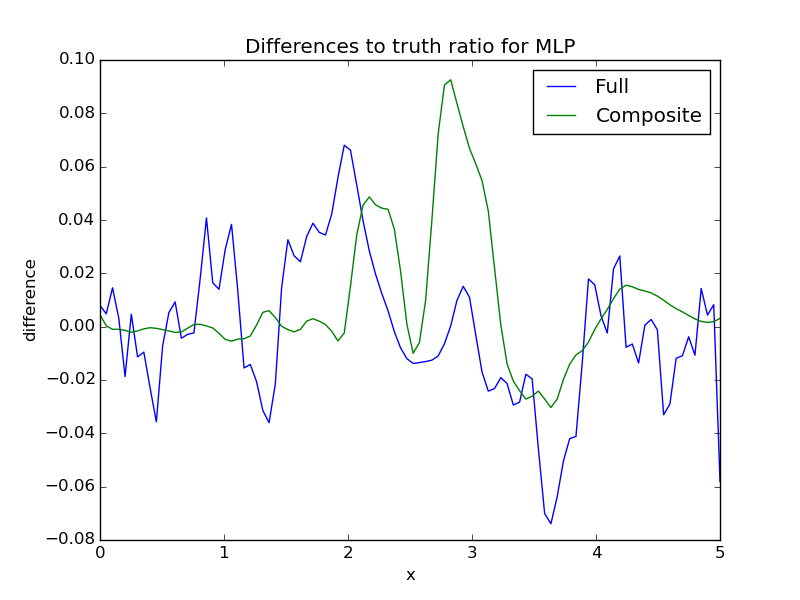 Differences to truth ratio for MLP
0.10
0.08
0.06
0.04
0.02
0.00
−0.02
−0.04
−0.06
−0.08
difference
Full
Composite
0 1 2 3 4 5
x